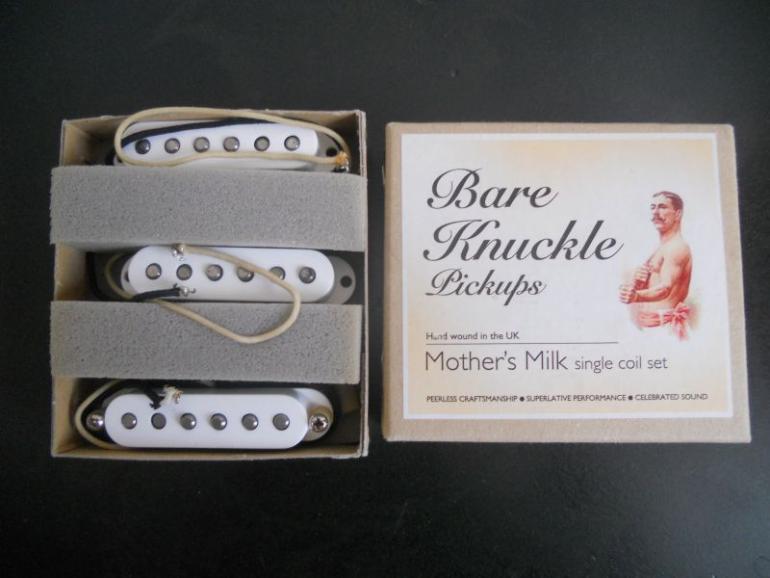 Bare
Knuckle
Pickups
Hand wound in the UK
Mother's Milk single coil set
PEERLESS CRAFTSMANSHIP ● SUPERLATIVE PERFORMANCE ● CELEBRATED SOUND